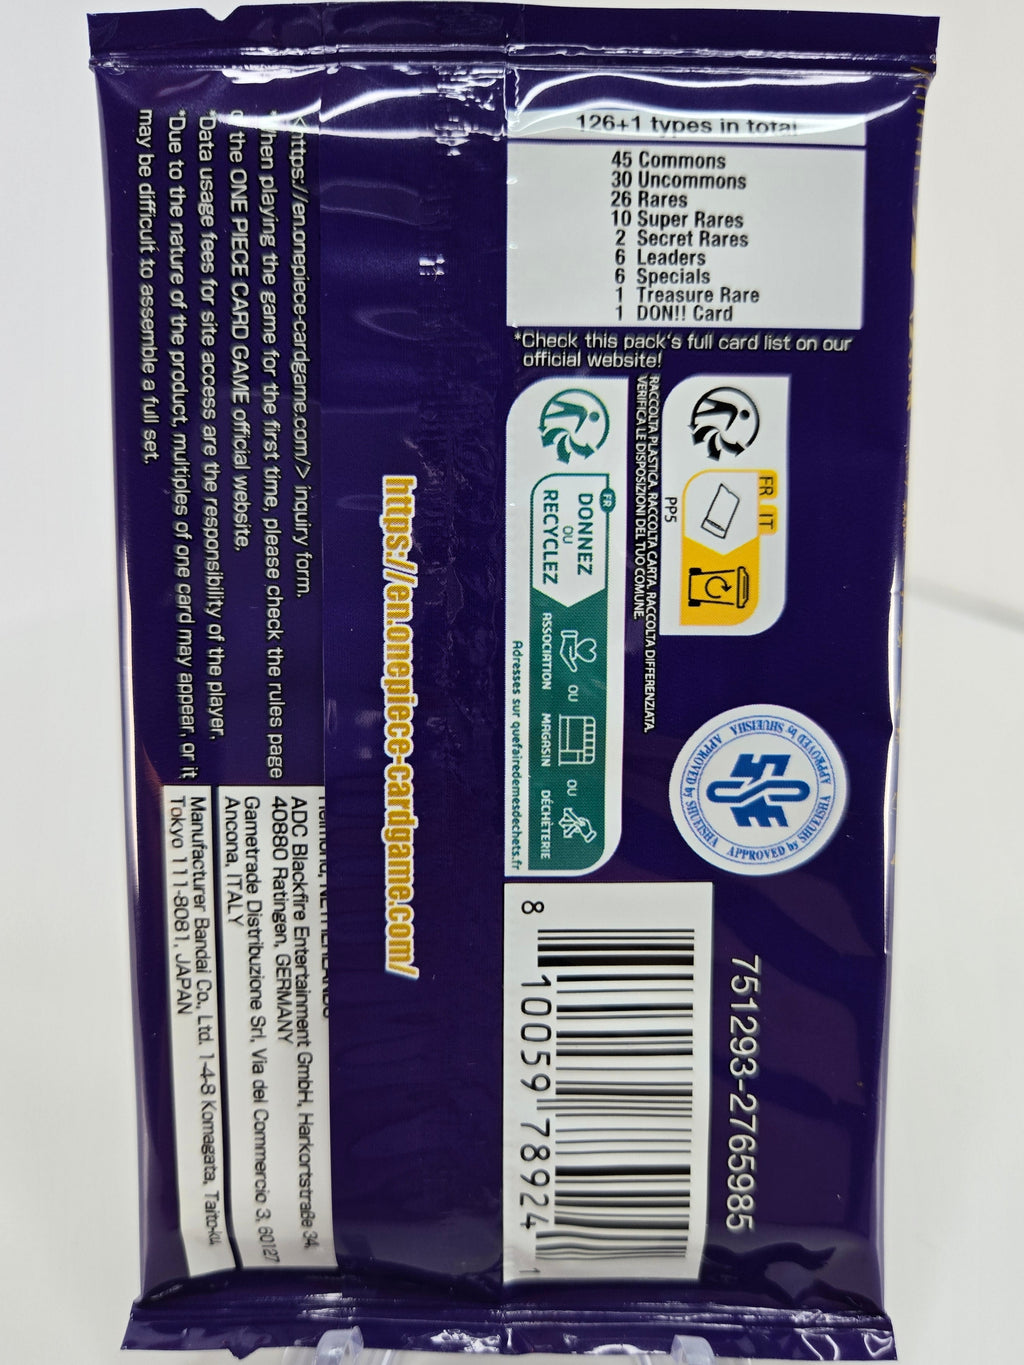 126+1 types in total
45 Commons
30 Uncommons
26 Rares
10 Super Rares
2 Secret Rares
6 Leaders
6 Specials
1 Treasure Rare
1 DON!! Card
*Check this pack's full card list on our
official website!
FR IT
PP5
RACCOLTA PLASTICA. RACCOLTA CARTA. RACCOLTA DIFFERENZIATA.
VERIFICA LE DISPOSIZIONI DEL TUO COMUNE.
FR
DONNEZ
OU
RECYCLEZ
ASSOCIATION OU MAGASIN OU DÉCHÈTERIE
Adresses sur quefairedemesdechets.fr
APPROVED by SHUEISHA APPROVED by SHUEISHA APPROVED by SHUEISHA
751293-2765985
8 10059 78924 1
https://en.onepiece-cardgame.com/
<https://en.onepiece-cardgame.com/> inquiry form.
*When playing the game for the first time, please check the rules page
of the ONE PIECE CARD GAME official website.
*Data usage fees for site access are the responsibility of the player.
*Due to the nature of the product, multiples of one card may appear, or it
may be difficult to assemble a full set.
Helmond, NETHERLANDS
ADC Blackfire Entertainment GmbH, Harkortstraße 34,
40880 Ratingen, GERMANY
Gametrade Distribuzione Srl, Via del Commercio 3, 60127
Ancona, ITALY
Manufacturer Bandai Co., Ltd. 1-4-8 Komagata, Taito-ku,
Tokyo 111-8081, JAPAN